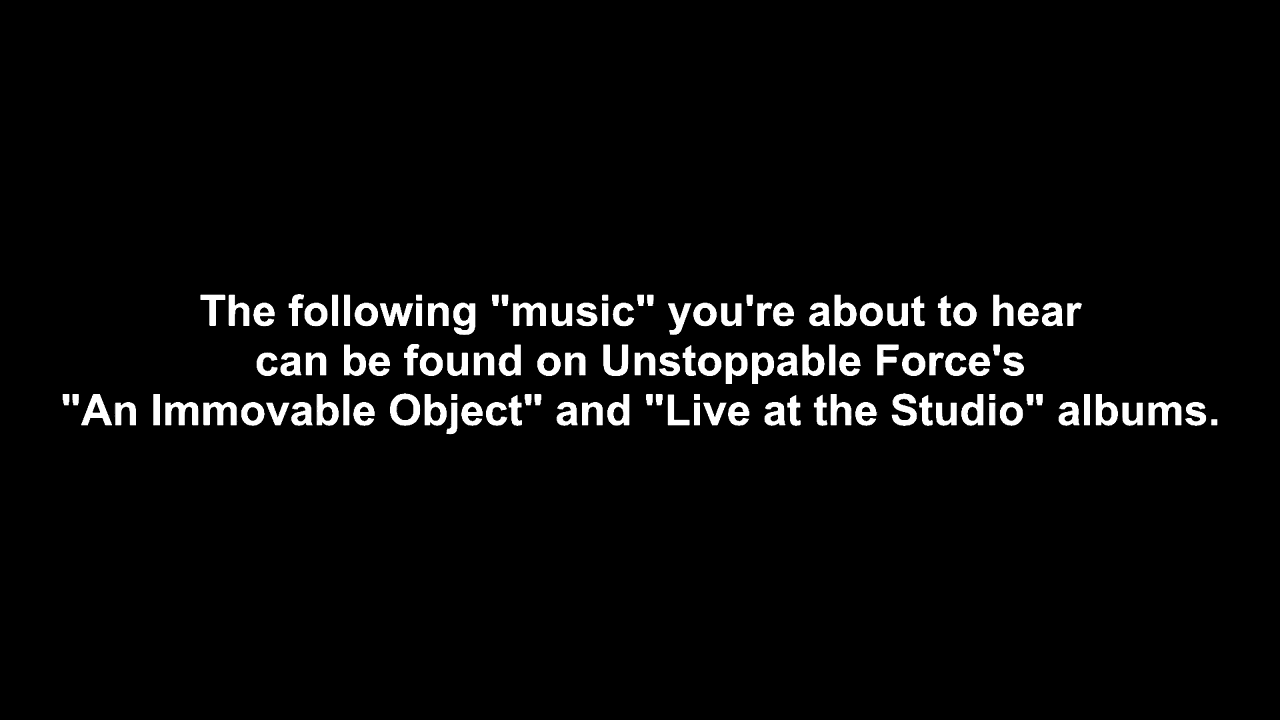 The following "music" you're about to hear
can be found on Unstoppable Force's
"An Immovable Object" and "Live at the Studio" albums.